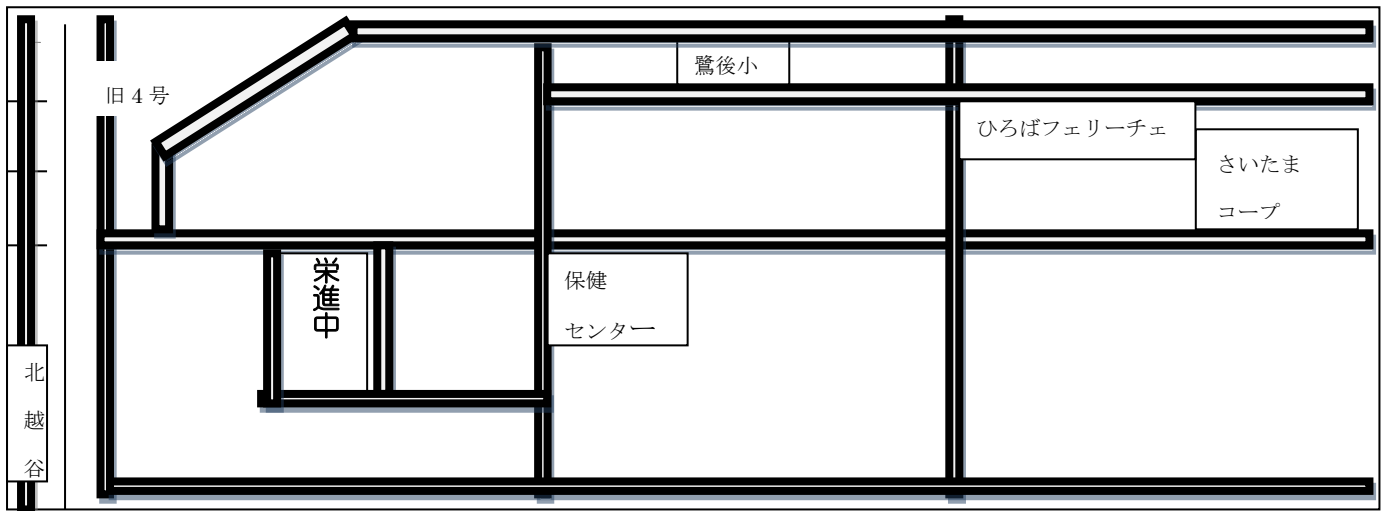 鷺後小
旧４号
ひろばフェリーチェ
さいたま
コープ
栄進中
保健
センター
北越谷